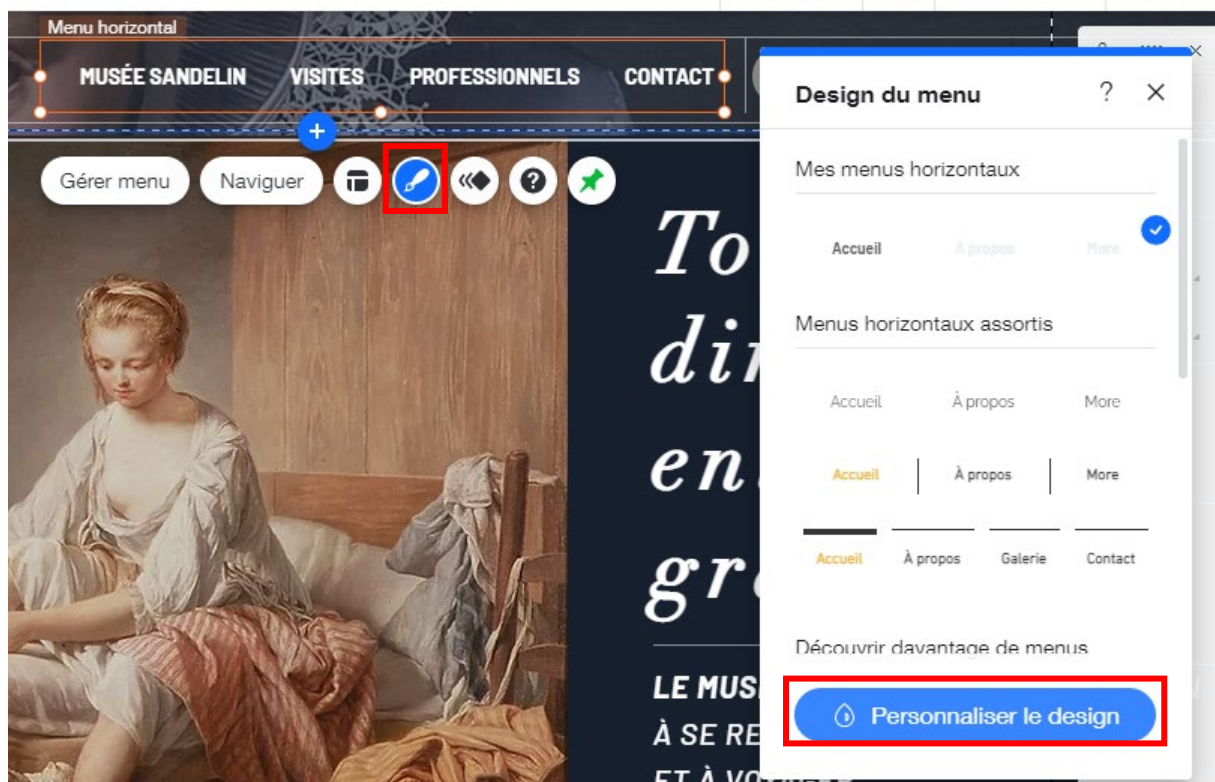 Menu horizontal
MUSÉE SANDELIN VISITES PROFESSIONNELS CONTACT
Design du menu ? ×
Gérer menu Naviguer ?
Mes menus horizontaux
Accueil À propos More
Menus horizontaux assortis
Accueil À propos More
Accueil À propos More
Accueil À propos Galerie Contact
Découvrir davantage de menus
Personnaliser le design
To
di
en
gr
LE MUS
À SE RE
ET À VO